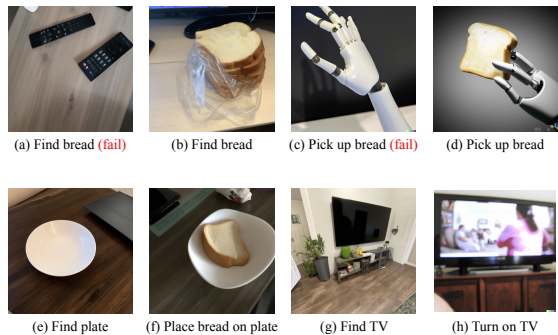 (a) Find bread (fail)
(b) Find bread
(c) Pick up bread (fail)
(d) Pick up bread
(e) Find plate
(f) Place bread on plate
(g) Find TV
(h) Turn on TV